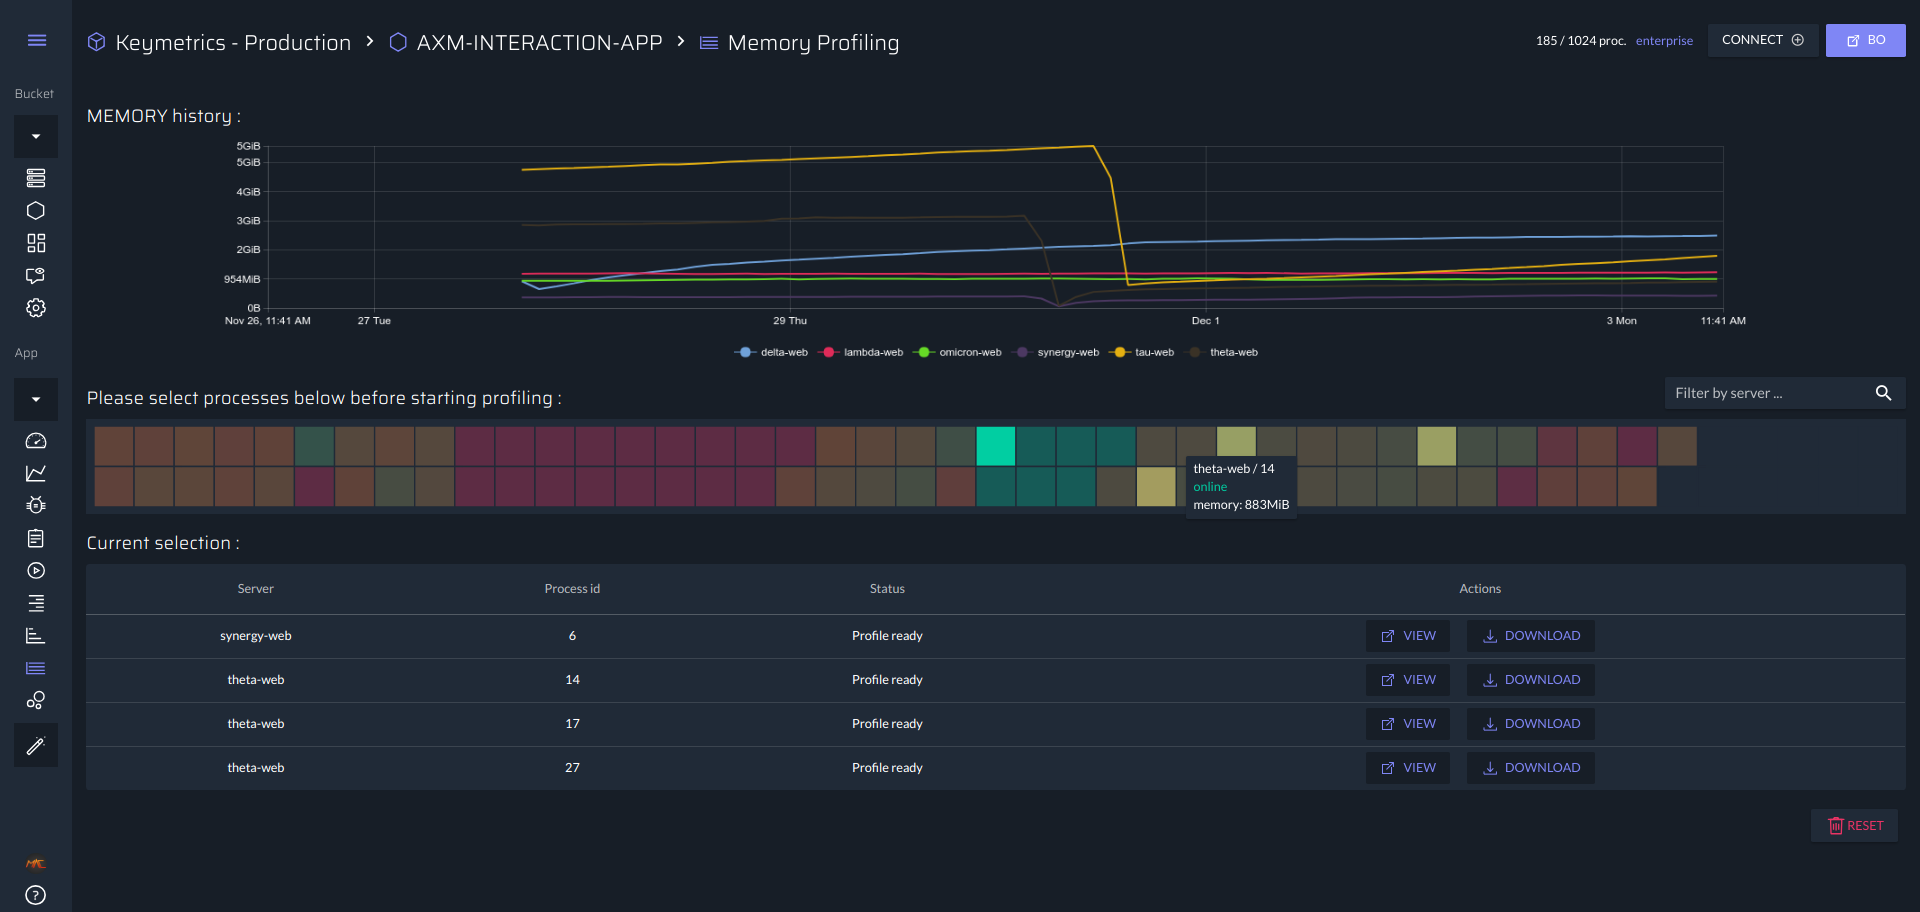 Keymetrics - Production > AXM-INTERACTION-APP > Memory Profiling
185 / 1024 proc. enterprise CONNECT BO
Bucket
App
MEMORY history :
5GiB
5GiB
4GiB
3GiB
2GiB
954MiB
0B
Nov 26, 11:41 AM 27 Tue 29 Thu Dec 1 3 Mon 11:41 AM
delta-web lambda-web omicron-web synergy-web tau-web theta-web
Please select processes below before starting profiling :
Filter by server ...
theta-web / 14
online
memory: 883MiB
Current selection :
Server Process id Status Actions
synergy-web 6 Profile ready VIEW DOWNLOAD
theta-web 14 Profile ready VIEW DOWNLOAD
theta-web 17 Profile ready VIEW DOWNLOAD
theta-web 27 Profile ready VIEW DOWNLOAD
RESET
?